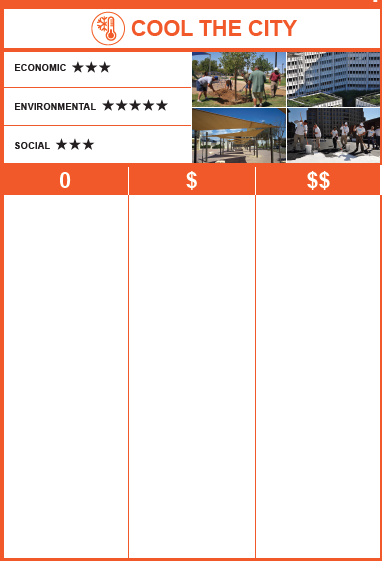 COOL THE CITY
ECONOMIC ★★★
ENVIRONMENTAL ★★★★★
SOCIAL ★★★
0 $ $$